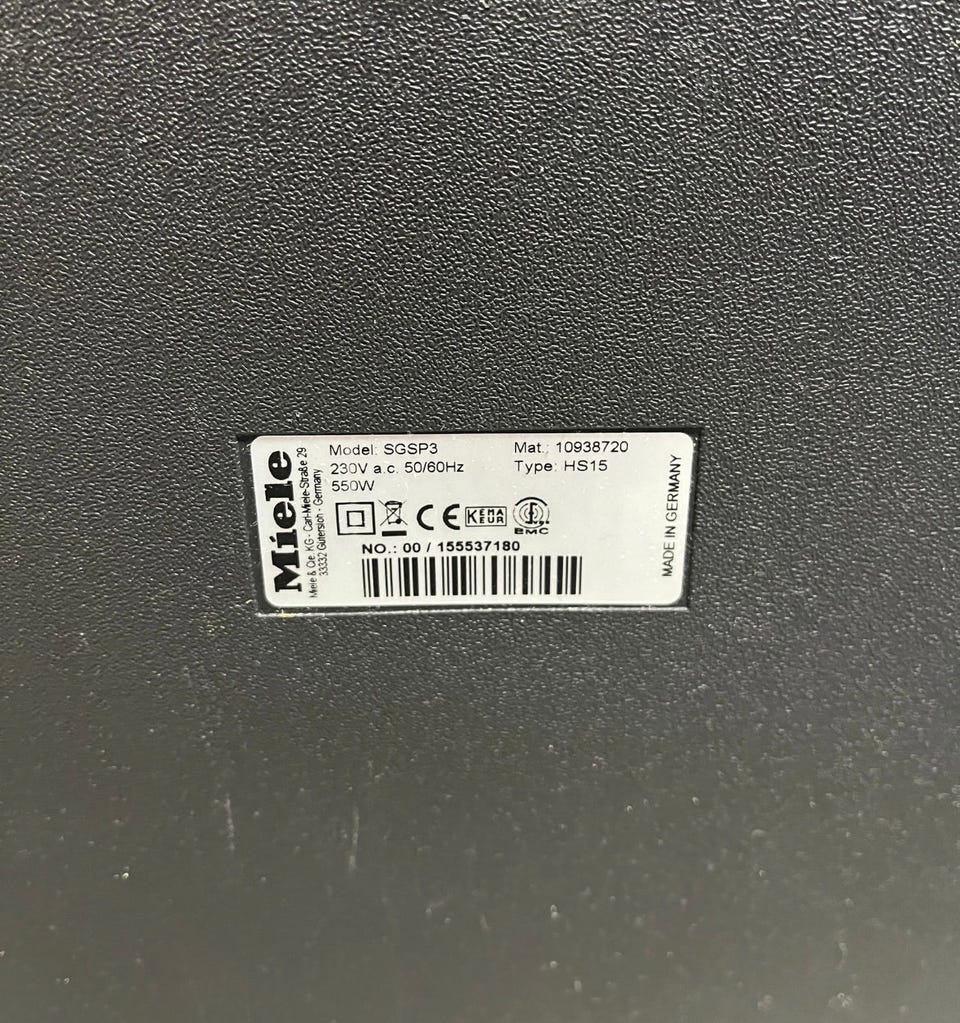 Miele
Miele & Cie. KG - Carl-Miele-Straße 29
33332 Gütersloh - Germany
Model: SGSP3
230V a.c. 50/60Hz
550W
Mat.: 10938720
Type: HS15
CE
KEMA
KEUR
EMC
NO.: 00 / 155537180
MADE IN GERMANY